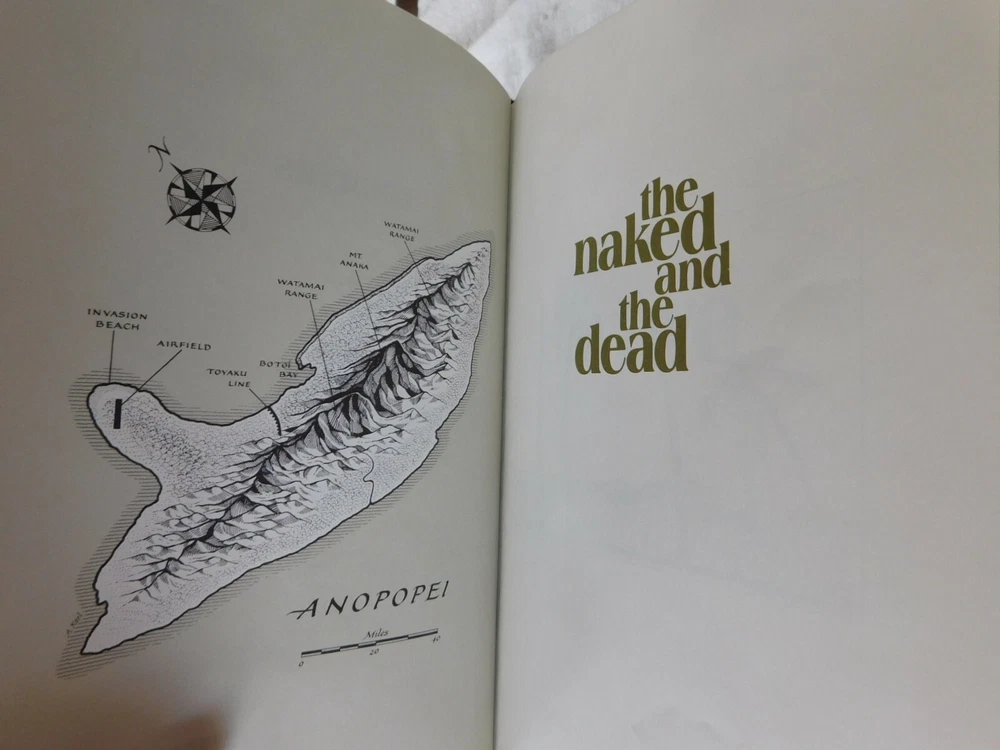 N
WATAMAI
RANGE
MT
ANAKA
WATAMAI
RANGE
INVASION
BEACH
AIRFIELD
BOTOI
BAY
TOYAKU
LINE
ANOPOPEI
Miles
0 20 40
the
naked
and
the
dead